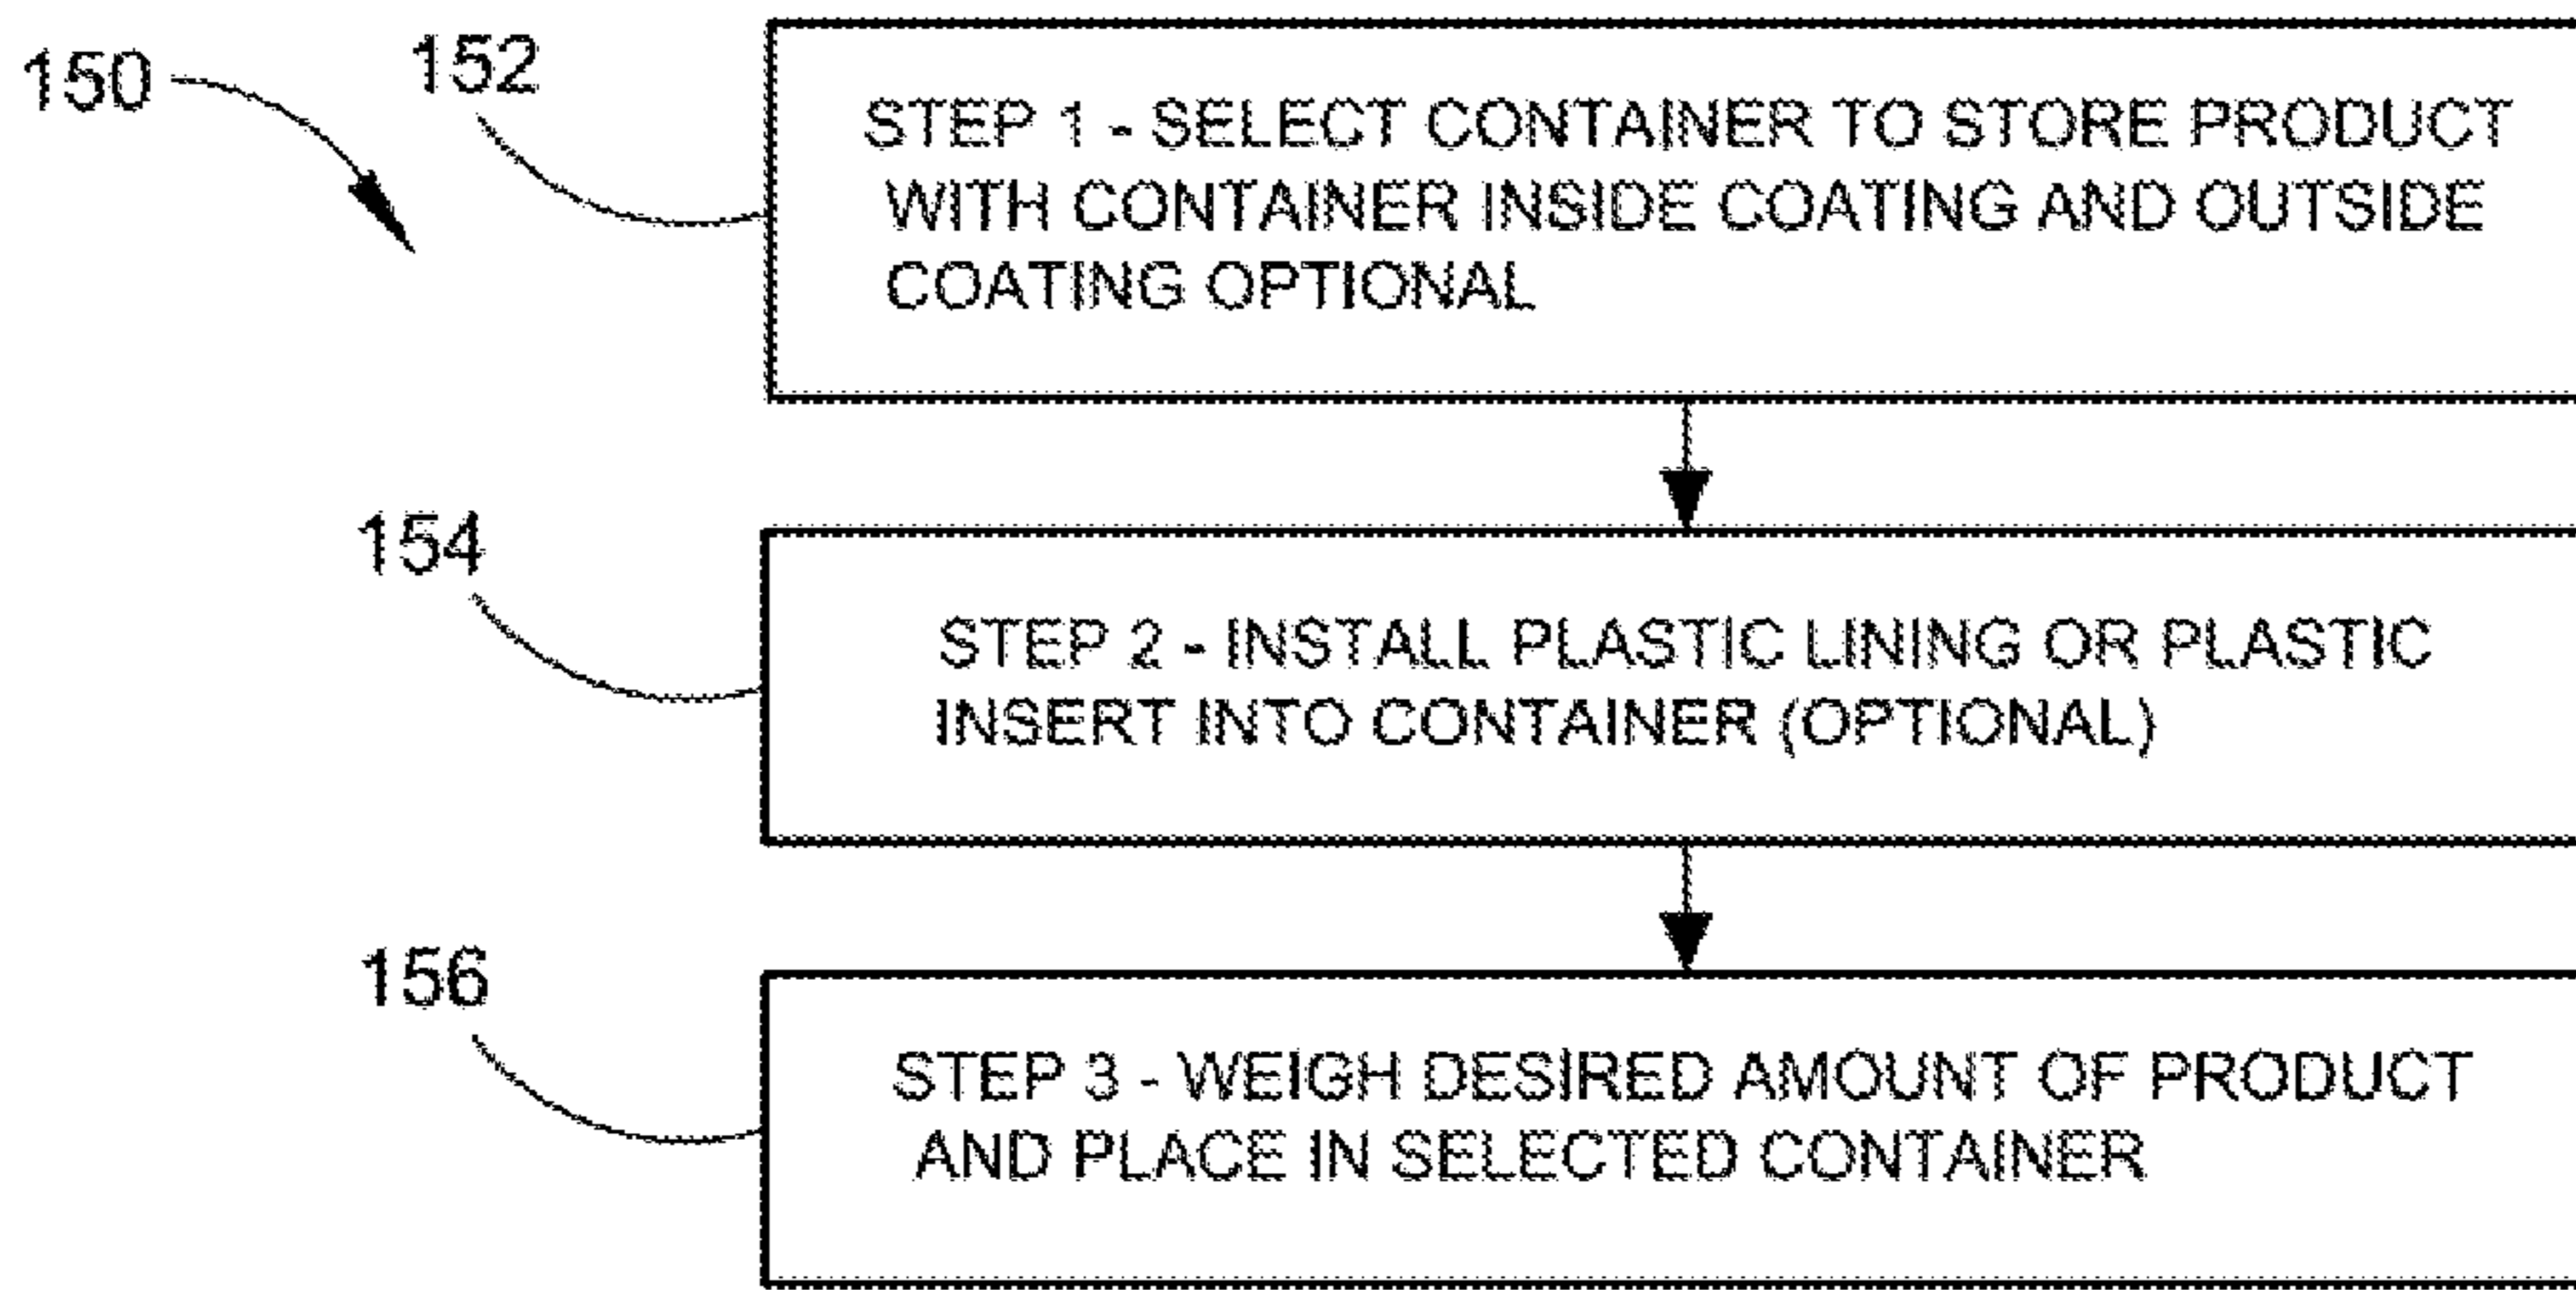 150
152
STEP 1 - SELECT CONTAINER TO STORE PRODUCT
WITH CONTAINER INSIDE COATING AND OUTSIDE
COATING OPTIONAL
154
STEP 2 - INSTALL PLASTIC LINING OR PLASTIC
INSERT INTO CONTAINER (OPTIONAL)
156
STEP 3 - WEIGH DESIRED AMOUNT OF PRODUCT
AND PLACE IN SELECTED CONTAINER